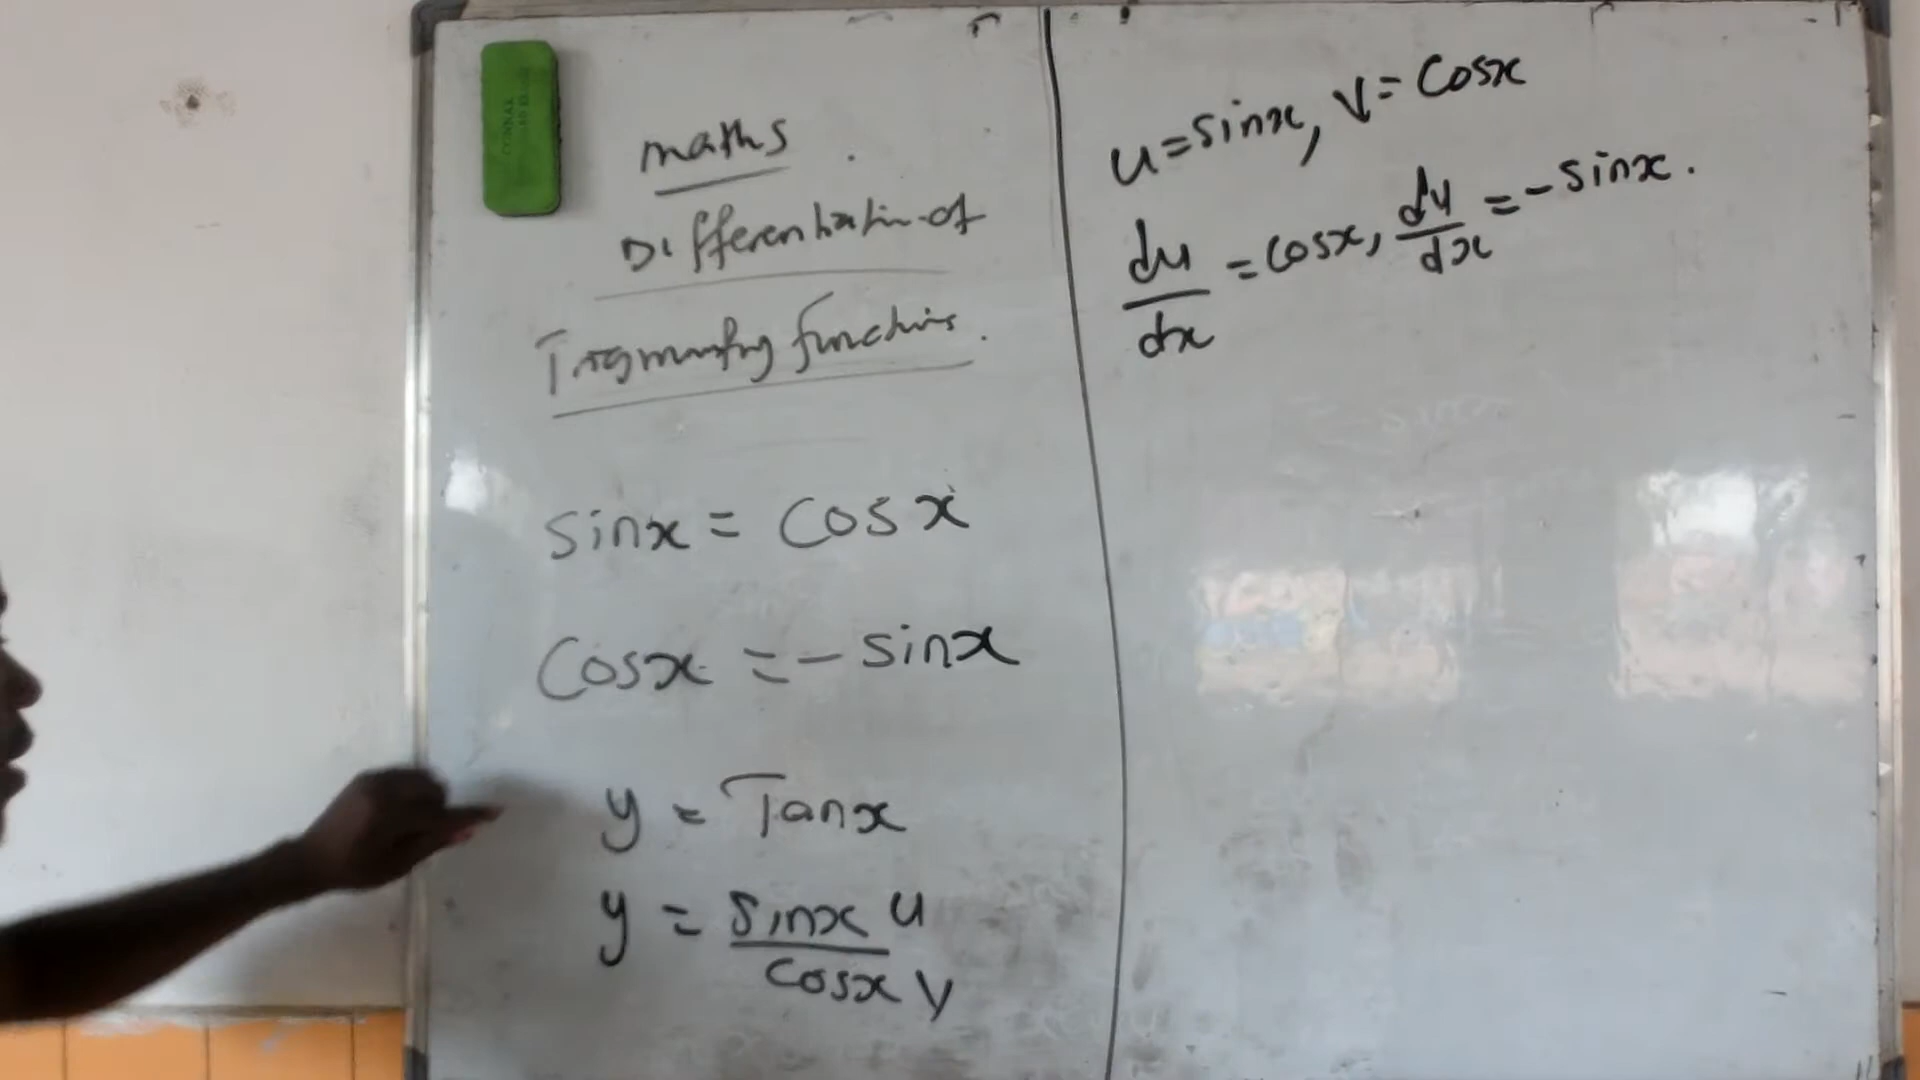 maths
Differentiation of
Trigonometry functions.
sinx = cosx
cosx = - sinx
y = Tanx
y = sinx u
cosx v
u = sinx, v = cosx
du = cosx, dy = - sinx.
dx dx